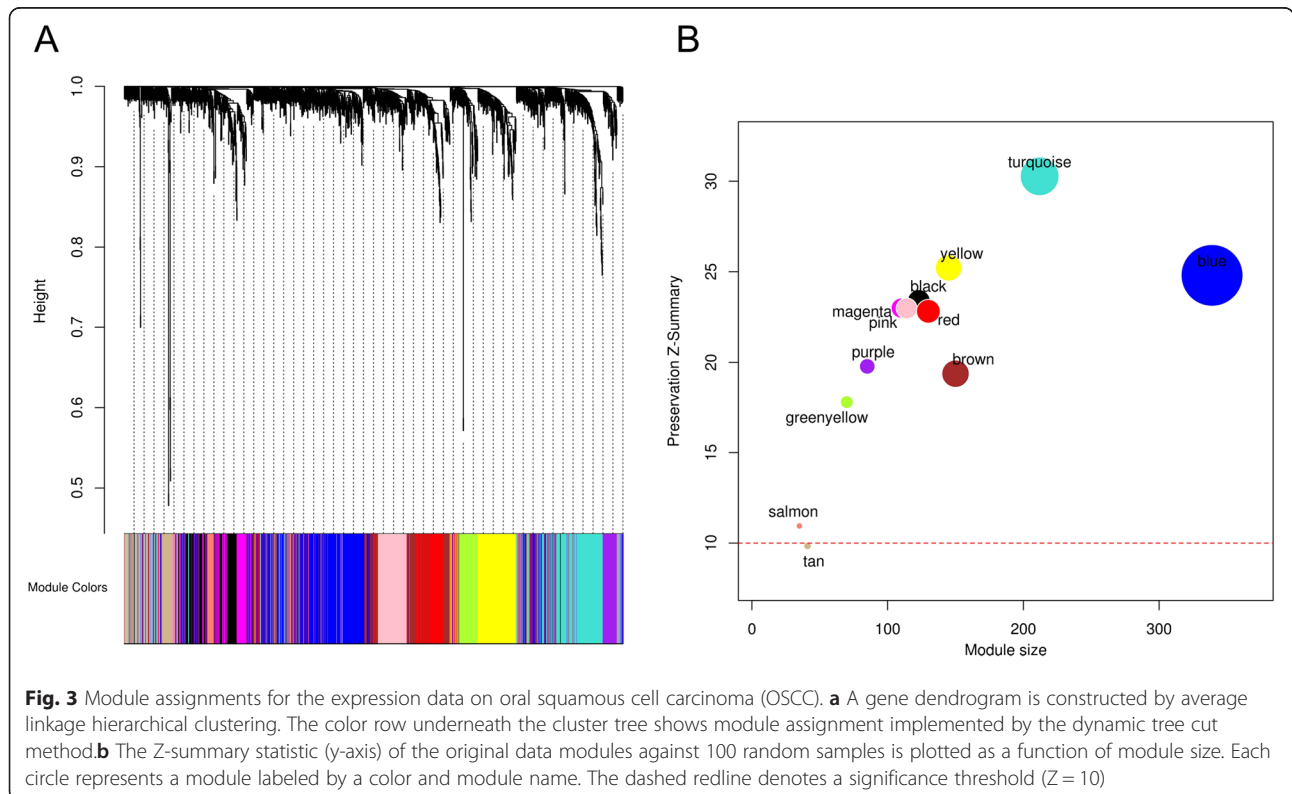 A
B
1.0
0.9
0.8
0.7
0.6
0.5
Height
Module Colors
30
25
20
15
10
Preservation Z-Summary
turquoise
blue
yellow
black
magenta
pink
red
purple
brown
greenyellow
salmon
tan
0
100
200
300
Module size
Fig. 3 Module assignments for the expression data on oral squamous cell carcinoma (OSCC). a A gene dendrogram is constructed by average
linkage hierarchical clustering. The color row underneath the cluster tree shows module assignment implemented by the dynamic tree cut
method.b The Z-summary statistic (y-axis) of the original data modules against 100 random samples is plotted as a function of module size. Each
circle represents a module labeled by a color and module name. The dashed redline denotes a significance threshold (Z = 10)